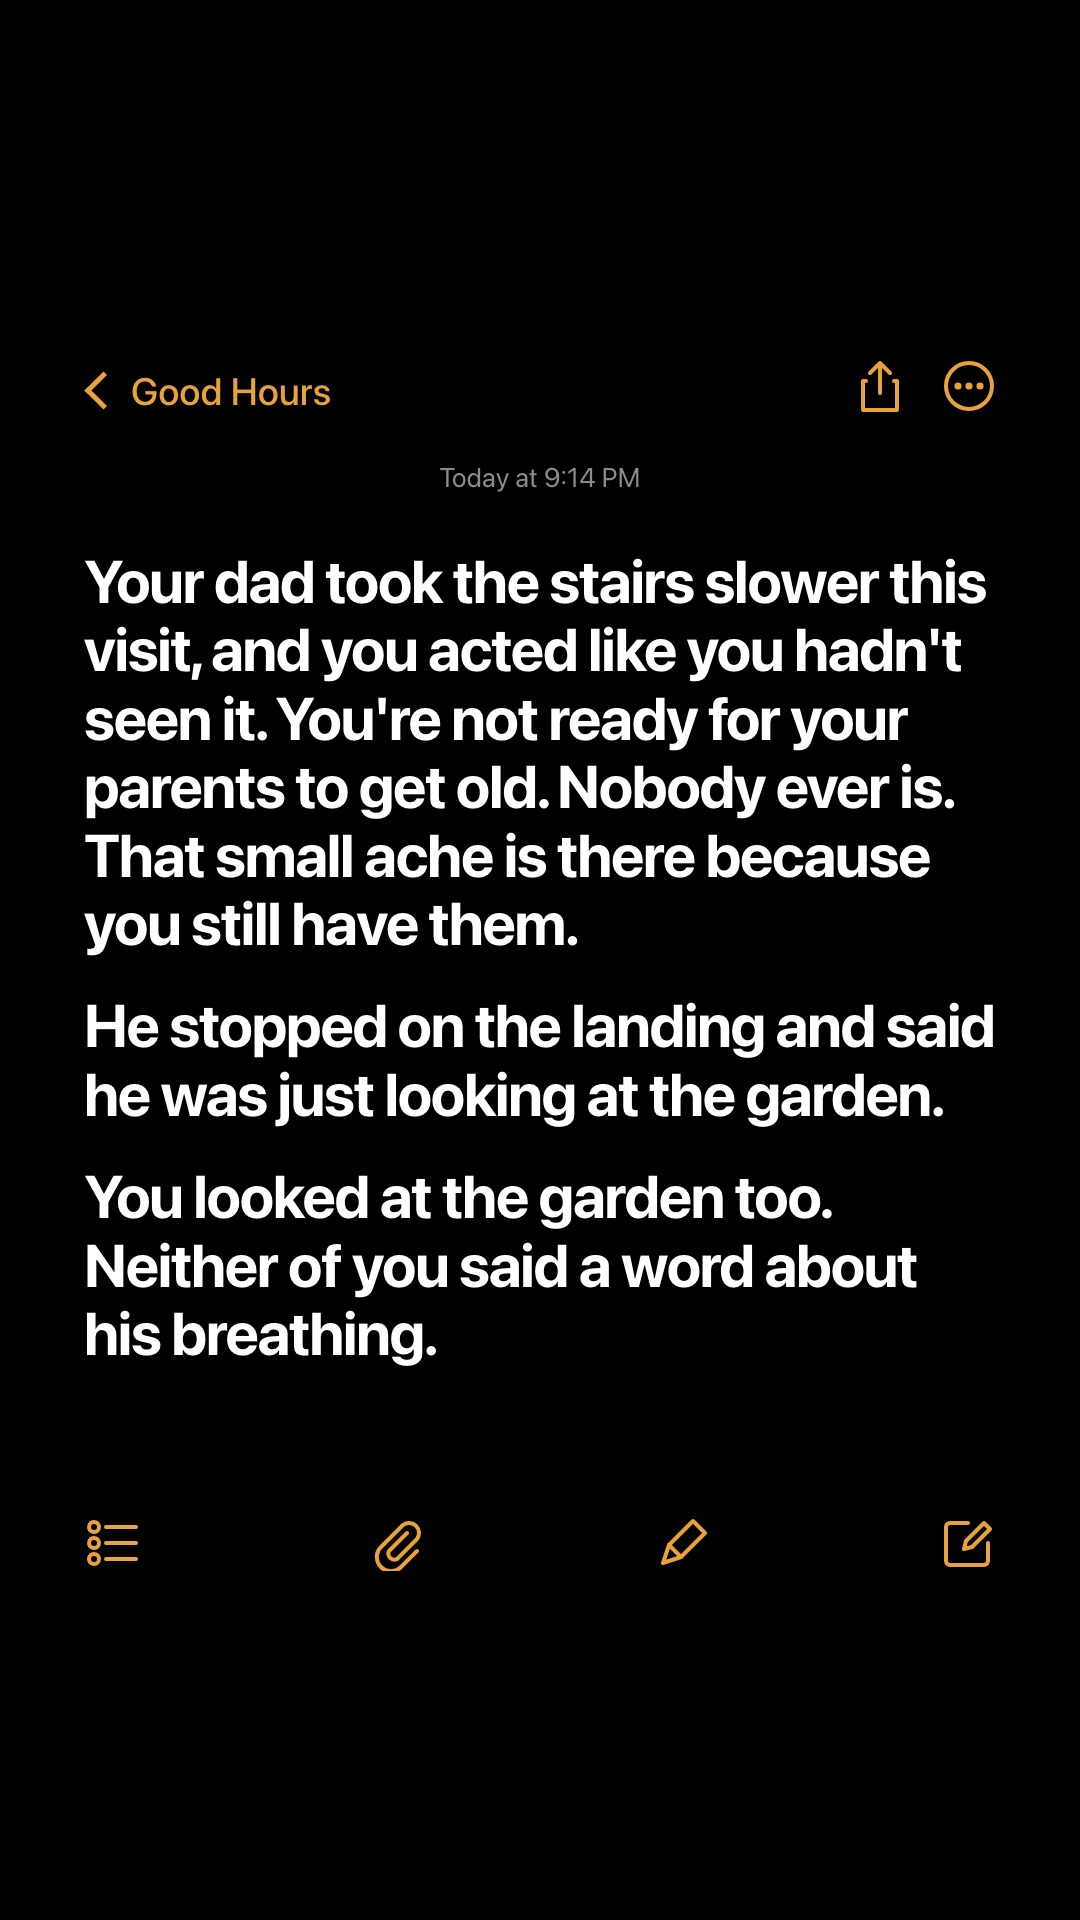 Good Hours
Today at 9:14 PM
Your dad took the stairs slower this
visit, and you acted like you hadn't
seen it. You're not ready for your
parents to get old. Nobody ever is.
That small ache is there because
you still have them.
He stopped on the landing and said
he was just looking at the garden.
You looked at the garden too.
Neither of you said a word about
his breathing.